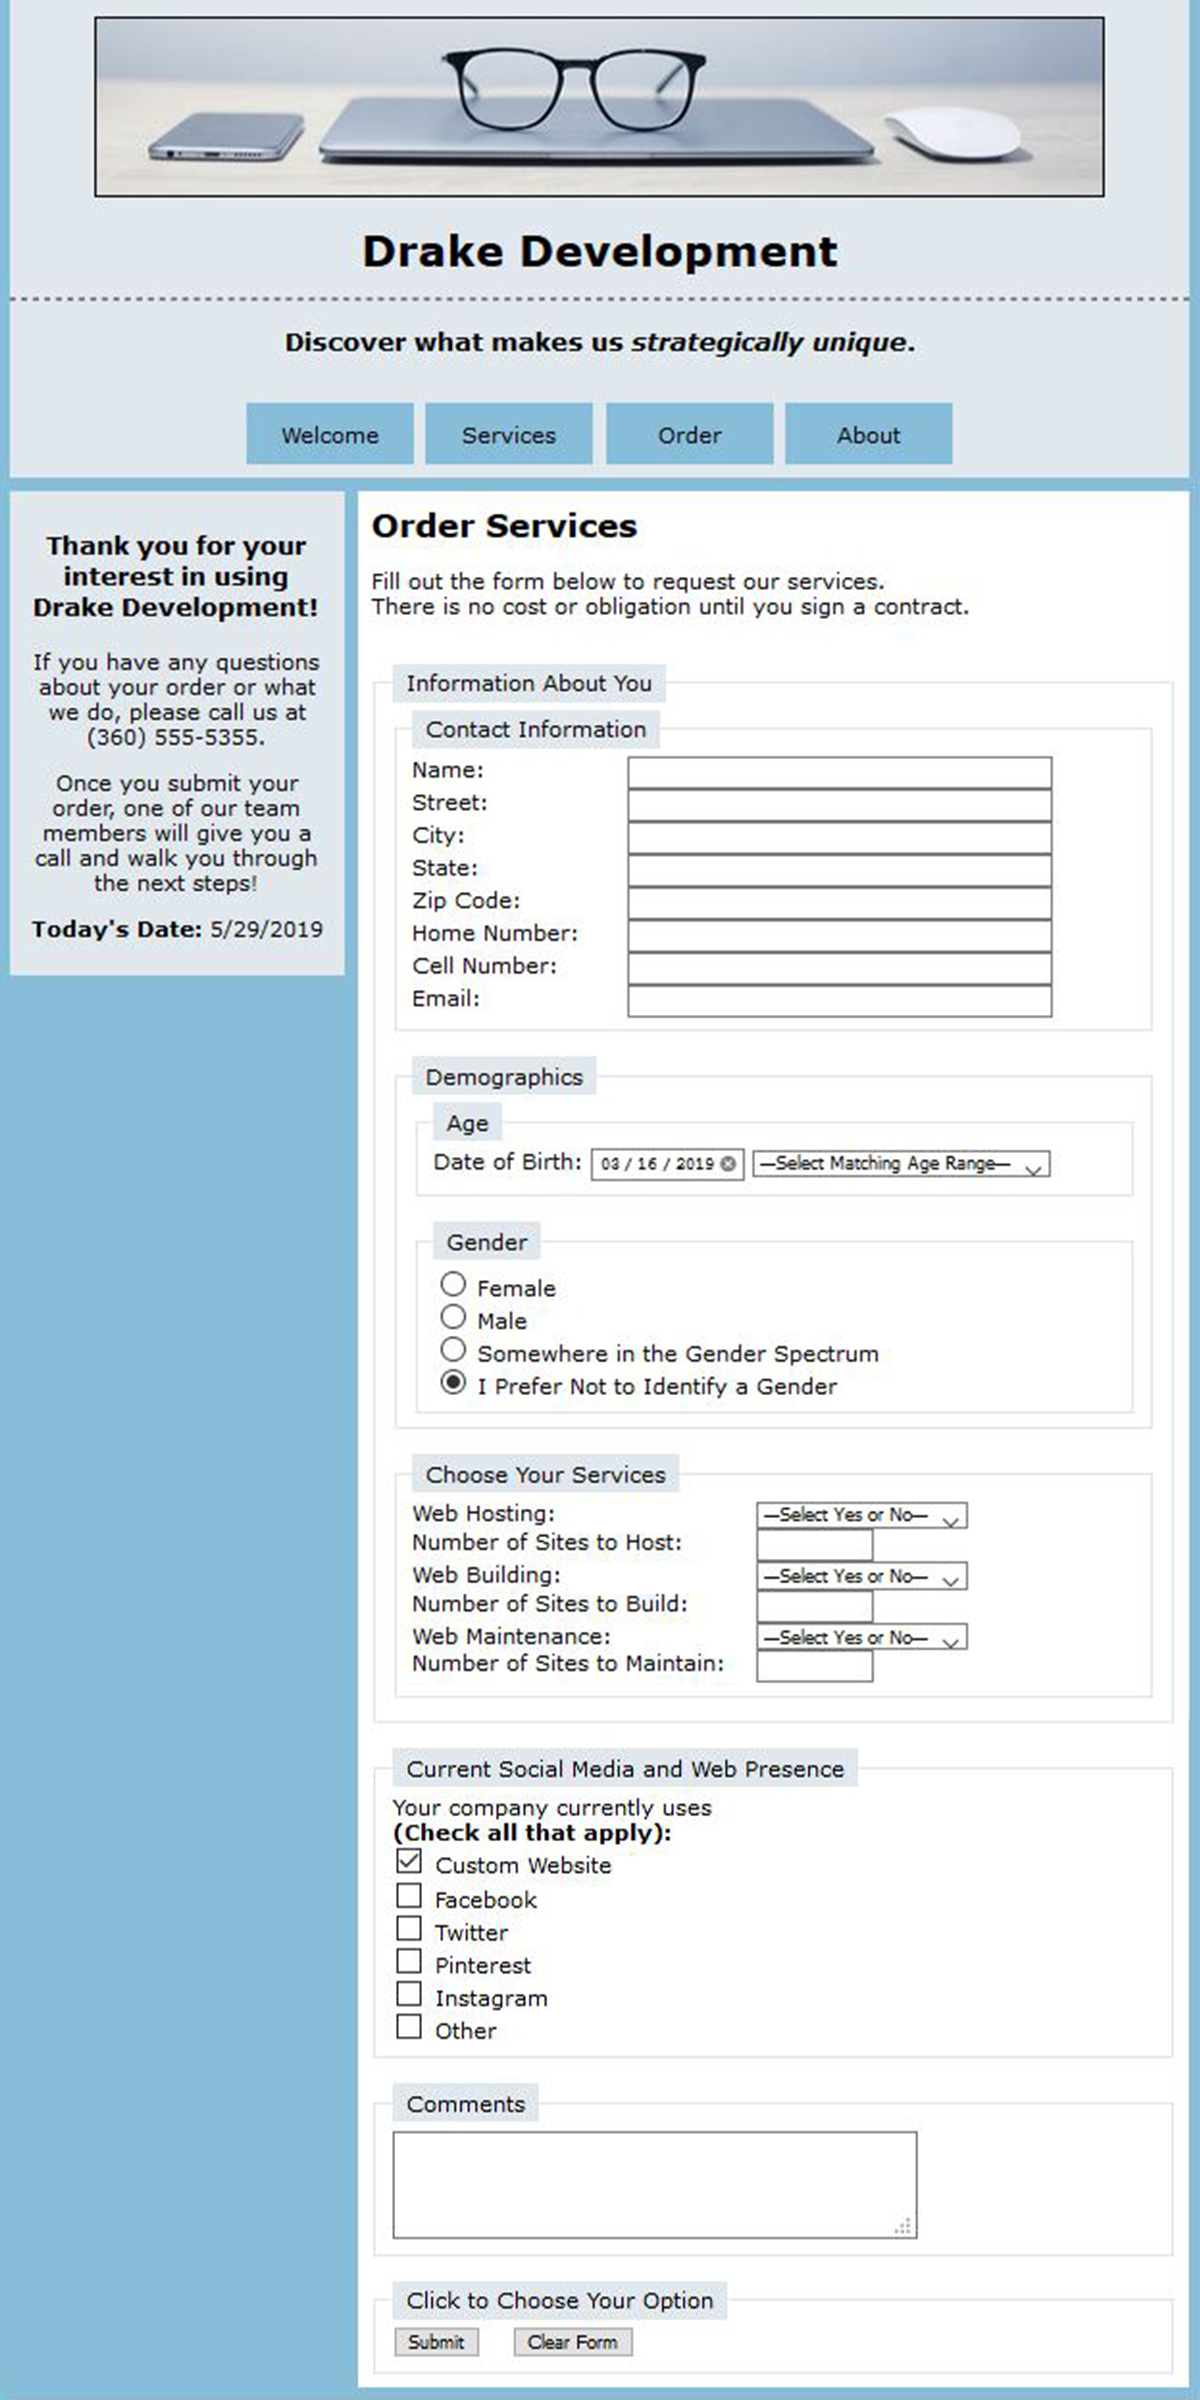 Drake Development
Discover what makes us strategically unique.
Welcome
Services
Order
About
Thank you for your
interest in using
Drake Development!
If you have any questions
about your order or what
we do, please call us at
(360) 555-5355.
Once you submit your
order, one of our team
members will give you a
call and walk you through
the next steps!
Today's Date: 5/29/2019
Order Services
Fill out the form below to request our services.
There is no cost or obligation until you sign a contract.
Information About You
Contact Information
Name:
Street:
City:
State:
Zip Code:
Home Number:
Cell Number:
Email:
Demographics
Age
Date of Birth: 03 / 16 / 2019 —Select Matching Age Range—
Gender
Female
Male
Somewhere in the Gender Spectrum
I Prefer Not to Identify a Gender
Choose Your Services
Web Hosting: —Select Yes or No—
Number of Sites to Host:
Web Building: —Select Yes or No—
Number of Sites to Build:
Web Maintenance: —Select Yes or No—
Number of Sites to Maintain:
Current Social Media and Web Presence
Your company currently uses
(Check all that apply):
Custom Website
Facebook
Twitter
Pinterest
Instagram
Other
Comments
Click to Choose Your Option
Submit Clear Form